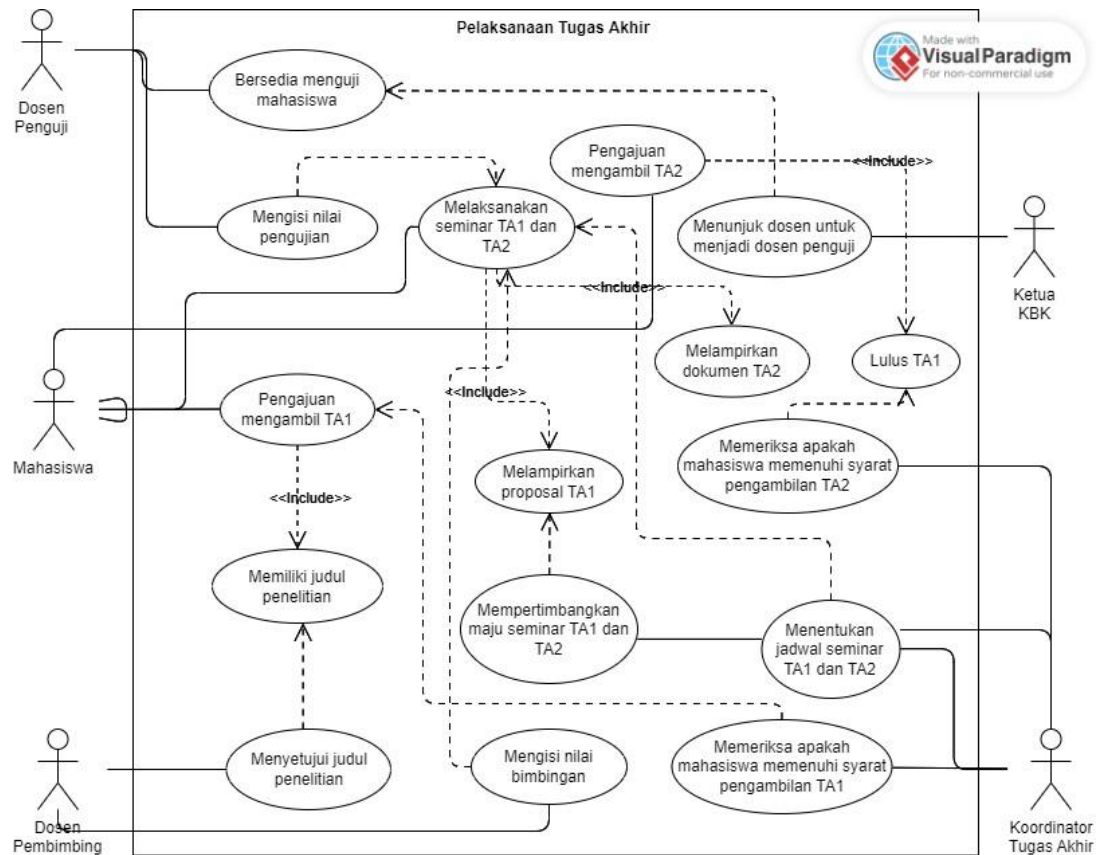 Pelaksanaan Tugas Akhir
Made with
Visual Paradigm
For non-commercial use
Dosen
Penguji
Bersedia menguji
mahasiswa
Pengajuan
mengambil TA2
<<Include>>
Mengisi nilai
pengujian
Melaksanakan
seminar TA1 dan
TA2
Menunjuk dosen untuk
menjadi dosen penguji
Ketua
KBK
<<Include>>
Melampirkan
dokumen TA2
Lulus TA1
Mahasiswa
Pengajuan
mengambil TA1
<<Include>>
Memeriksa apakah
mahasiswa memenuhi syarat
pengambilan TA2
Melampirkan
proposal TA1
<<Include>>
Memiliki judul
penelitian
Mempertimbangkan
maju seminar TA1 dan
TA2
Menentukan
jadwal seminar
TA1 dan TA2
Menyetujui judul
penelitian
Mengisi nilai
bimbingan
Memeriksa apakah
mahasiswa memenuhi syarat
pengambilan TA1
Dosen
Pembimbing
Koordinator
Tugas Akhir